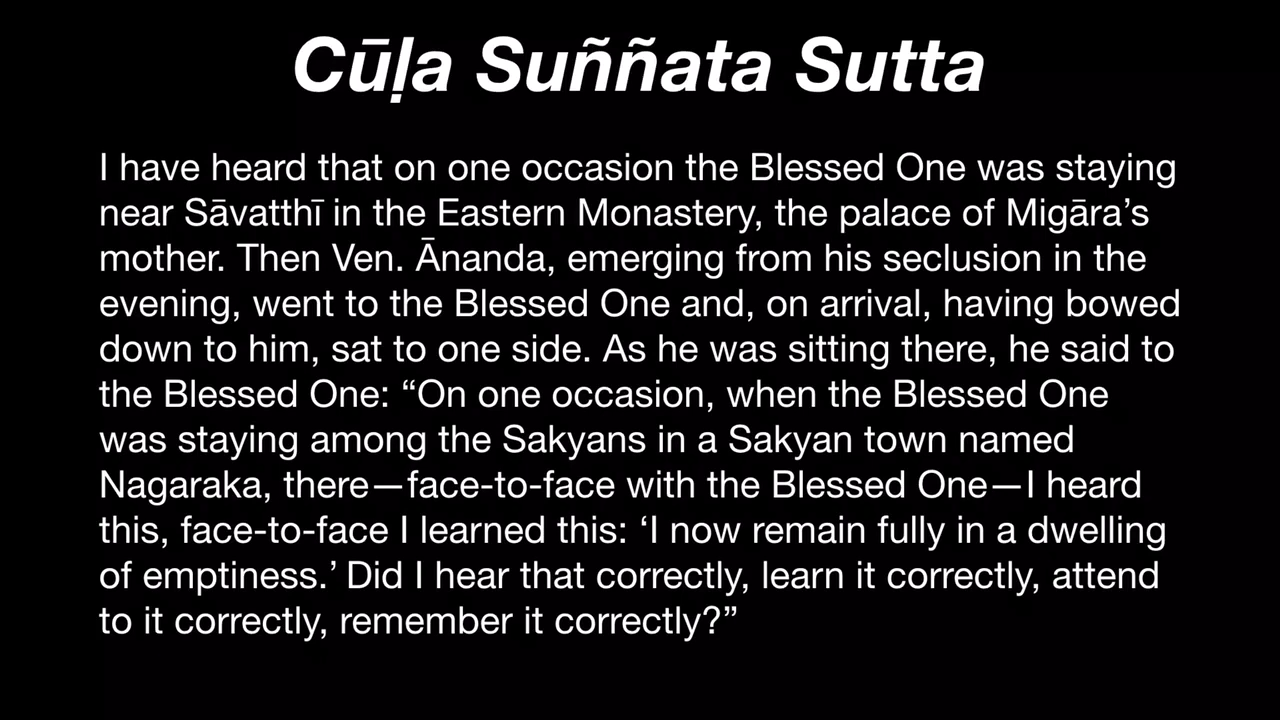 Cūḷa Suññata Sutta
I have heard that on one occasion the Blessed One was staying
near Sāvatthī in the Eastern Monastery, the palace of Migāra’s
mother. Then Ven. Ānanda, emerging from his seclusion in the
evening, went to the Blessed One and, on arrival, having bowed
down to him, sat to one side. As he was sitting there, he said to
the Blessed One: “On one occasion, when the Blessed One
was staying among the Sakyans in a Sakyan town named
Nagaraka, there—face-to-face with the Blessed One—I heard
this, face-to-face I learned this: ‘I now remain fully in a dwelling
of emptiness.’ Did I hear that correctly, learn it correctly, attend
to it correctly, remember it correctly?”